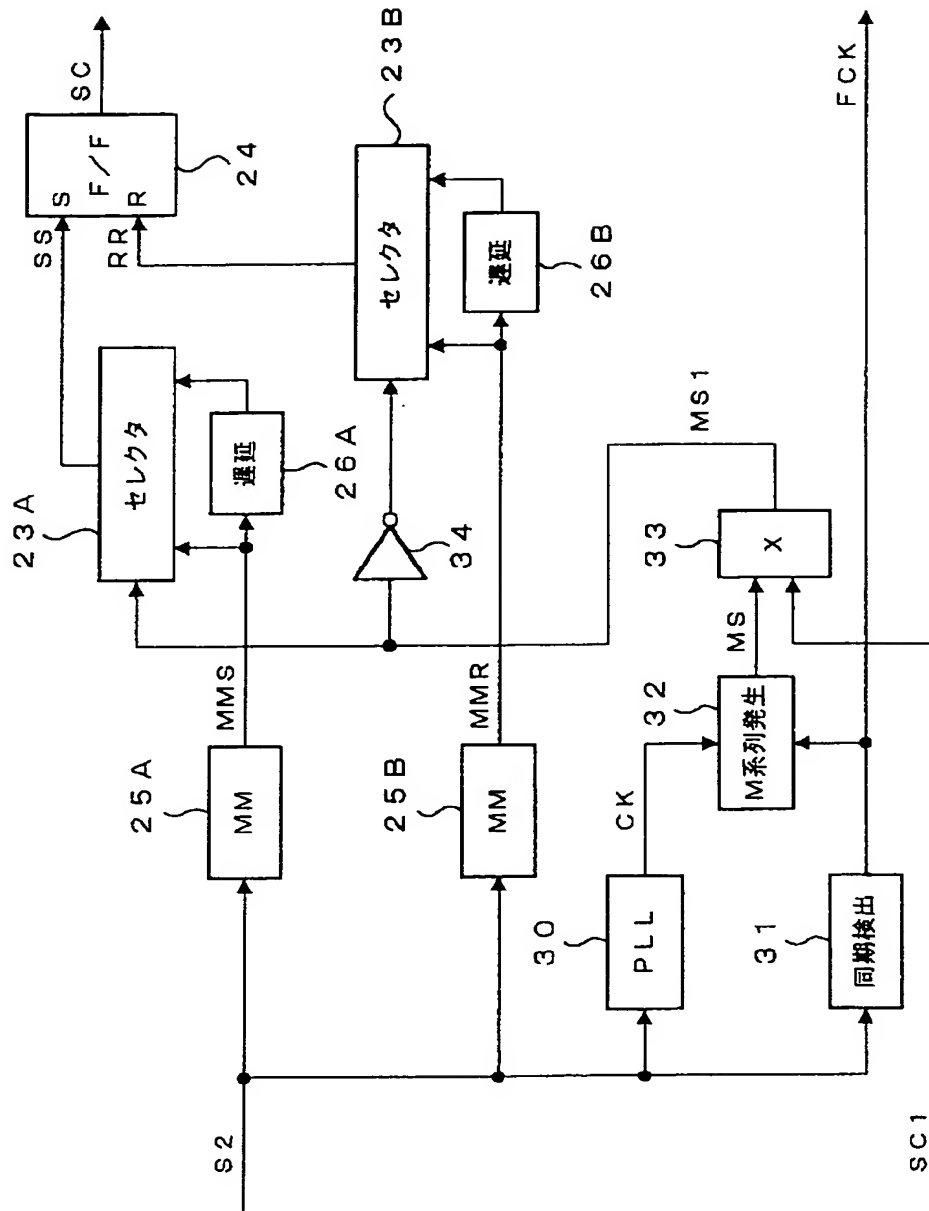 S2
25A
MM
MMS
23A
セレクタ
遅延
26A
SS
RR
S
F/F
R
24
SC
25B
MM
MMR
34
セレクタ
23B
遅延
26B
30
PLL
CK
32
M系列発生
MS
33
X
MS1
31
同期検出
FCK
SC1